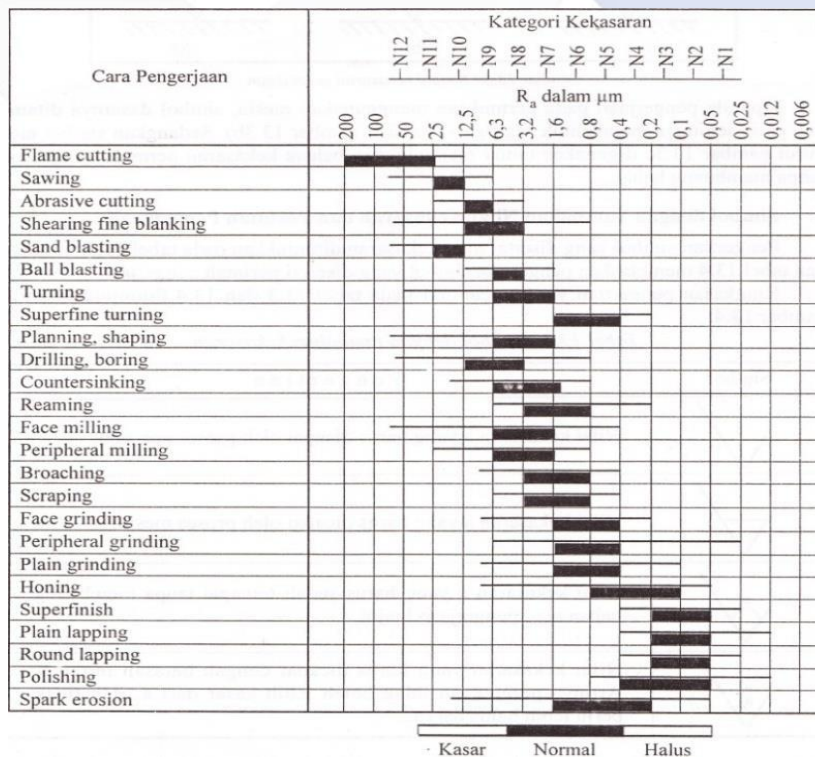 Kategori Kekasaran
Cara Pengerjaan
N12 N11 N10 N9 N8 N7 N6 N5 N4 N3 N2 N1
Ra dalam μm
200 100 50 25 12,5 6,3 3,2 1,6 0,8 0,4 0,2 0,1 0,05 0,025 0,012 0,006
Flame cutting
Sawing
Abrasive cutting
Shearing fine blanking
Sand blasting
Ball blasting
Turning
Superfine turning
Planning, shaping
Drilling, boring
Countersinking
Reaming
Face milling
Peripheral milling
Broaching
Scraping
Face grinding
Peripheral grinding
Plain grinding
Honing
Superfinish
Plain lapping
Round lapping
Polishing
Spark erosion
Kasar Normal Halus